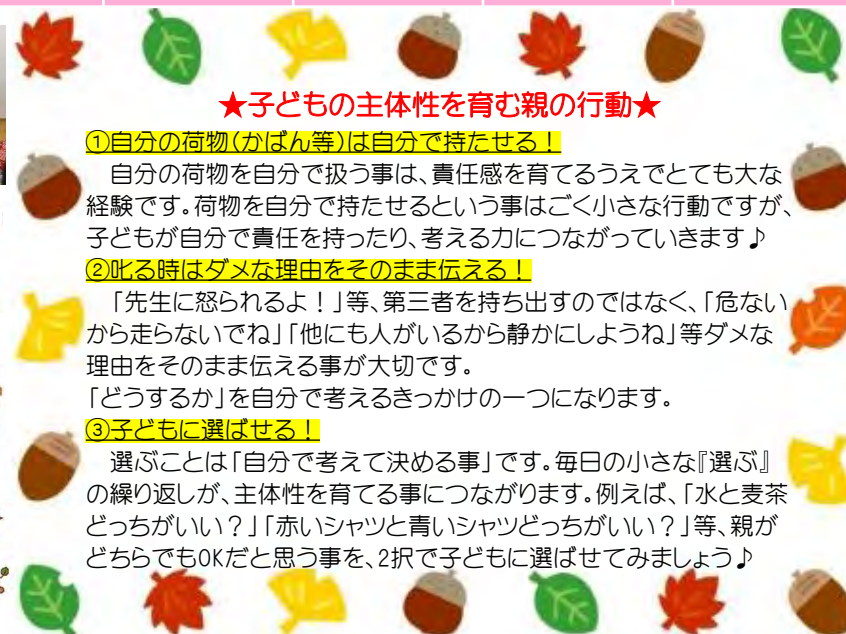 ★子どもの主体性を育む親の行動★
①自分の荷物(かばん等)は自分で持たせる!
自分の荷物を自分で扱う事は、責任感を育てるうえでとても大な
経験です。荷物を自分で持たせるという事はごく小さな行動ですが、
子どもが自分で責任を持ったり、考える力につながっていきます♪
②叱る時はダメな理由をそのまま伝える!
「先生に怒られるよ!」等、第三者を持ち出すのではなく、「危ない
から走らないでね」「他にも人がいるから静かにしようね」等ダメな
理由をそのまま伝える事が大切です。
「どうするか」を自分で考えるきっかけの一つになります。
③子どもに選ばせる!
選ぶことは「自分で考えて決める事」です。毎日の小さな『選ぶ』
の繰り返しが、主体性を育てる事につながります。例えば、「水と麦茶
どっちがいい?」「赤いシャツと青いシャツどっちがいい?」等、親が
どちらでもOKだと思う事を、2択で子どもに選ばせてみましょう♪